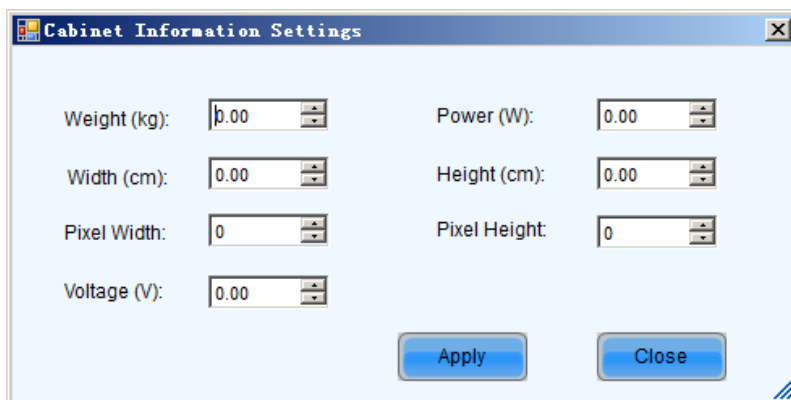 Cabinet Information Settings
Weight (kg): 0.00 Power (W): 0.00
Width (cm): 0.00 Height (cm): 0.00
Pixel Width: 0 Pixel Height: 0
Voltage (V): 0.00
Apply Close